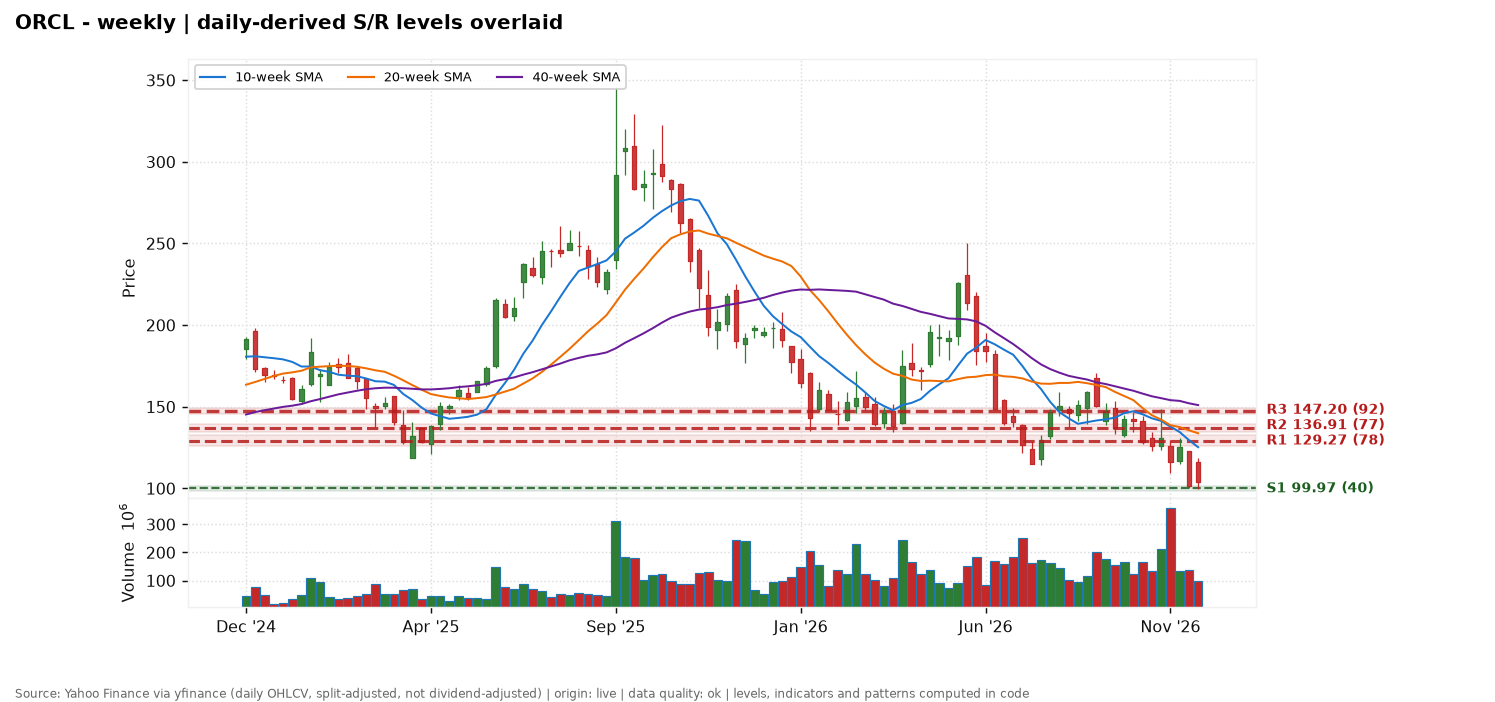 ORCL - weekly | daily-derived S/R levels overlaid
10-week SMA
20-week SMA
40-week SMA
Price
350
300
250
200
150
100
R3 147.20 (92)
R2 136.91 (77)
R1 129.27 (78)
S1 99.97 (40)
Volume 10^6
300
200
100
Dec '24
Apr '25
Sep '25
Jan '26
Jun '26
Nov '26
Source: Yahoo Finance via yfinance (daily OHLCV, split-adjusted, not dividend-adjusted) | origin: live | data quality: ok | levels, indicators and patterns computed in code